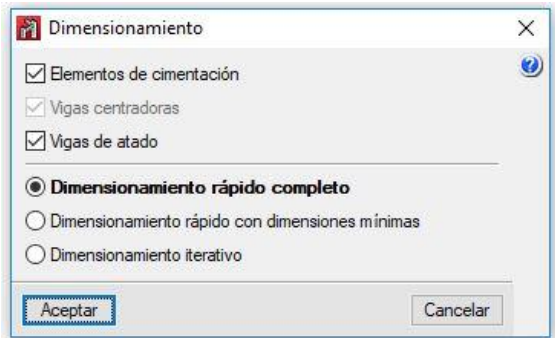 Dimensionamiento
Elementos de cimentación
Vigas centradoras
Vigas de atado
Dimensionamiento rápido completo
Dimensionamiento rápido con dimensiones mínimas
Dimensionamiento iterativo
Aceptar
Cancelar